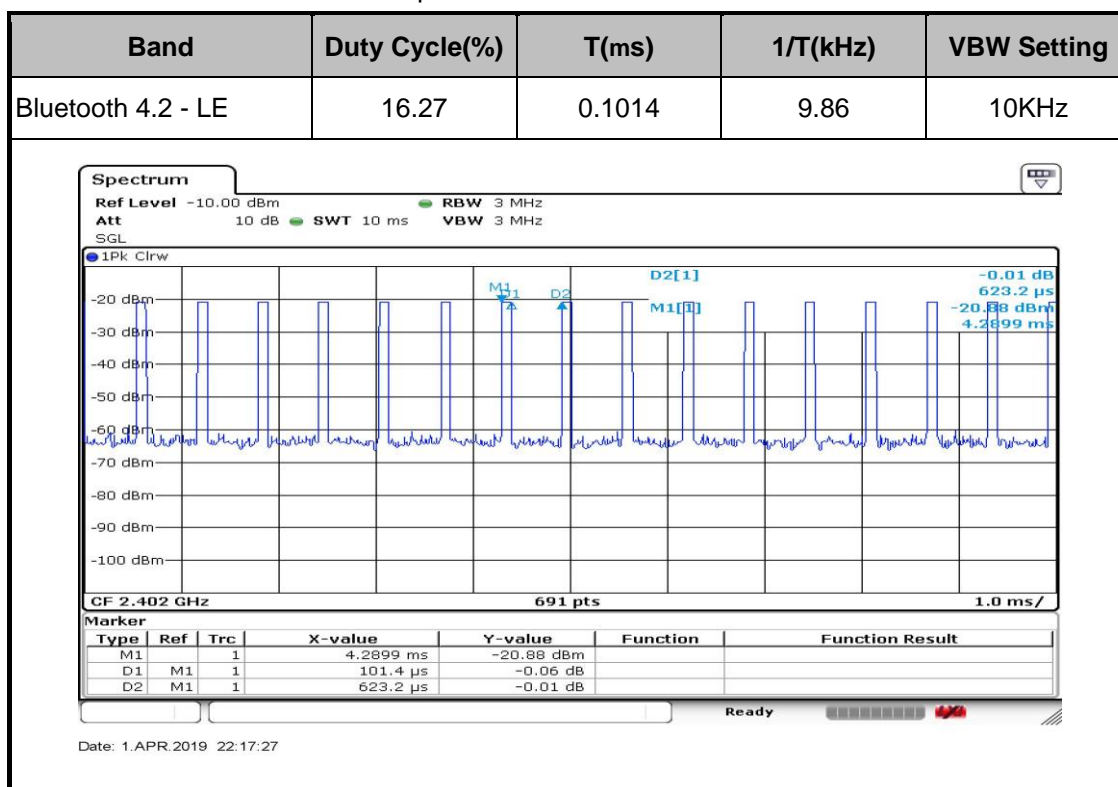 Band Duty Cycle(%) T(ms) 1/T(kHz) VBW Setting
Bluetooth 4.2 - LE 16.27 0.1014 9.86 10KHz
Spectrum
Ref Level -10.00 dBm RBW 3 MHz
Att 10 dB SWT 10 ms VBW 3 MHz
SGL
1Pk Clrw
D2[1] -0.01 dB
623.2 µs
M1[1] -20.88 dBm
4.2899 ms
M1 D1 D2
-20 dBm
-30 dBm
-40 dBm
-50 dBm
-60 dBm
-70 dBm
-80 dBm
-90 dBm
-100 dBm
CF 2.402 GHz 691 pts 1.0 ms/
Marker
Type Ref Trc X-value Y-value Function Function Result
M1 1 4.2899 ms -20.88 dBm
D1 M1 1 101.4 µs -0.06 dB
D2 M1 1 623.2 µs -0.01 dB
Ready
Date: 1.APR.2019 22:17:27